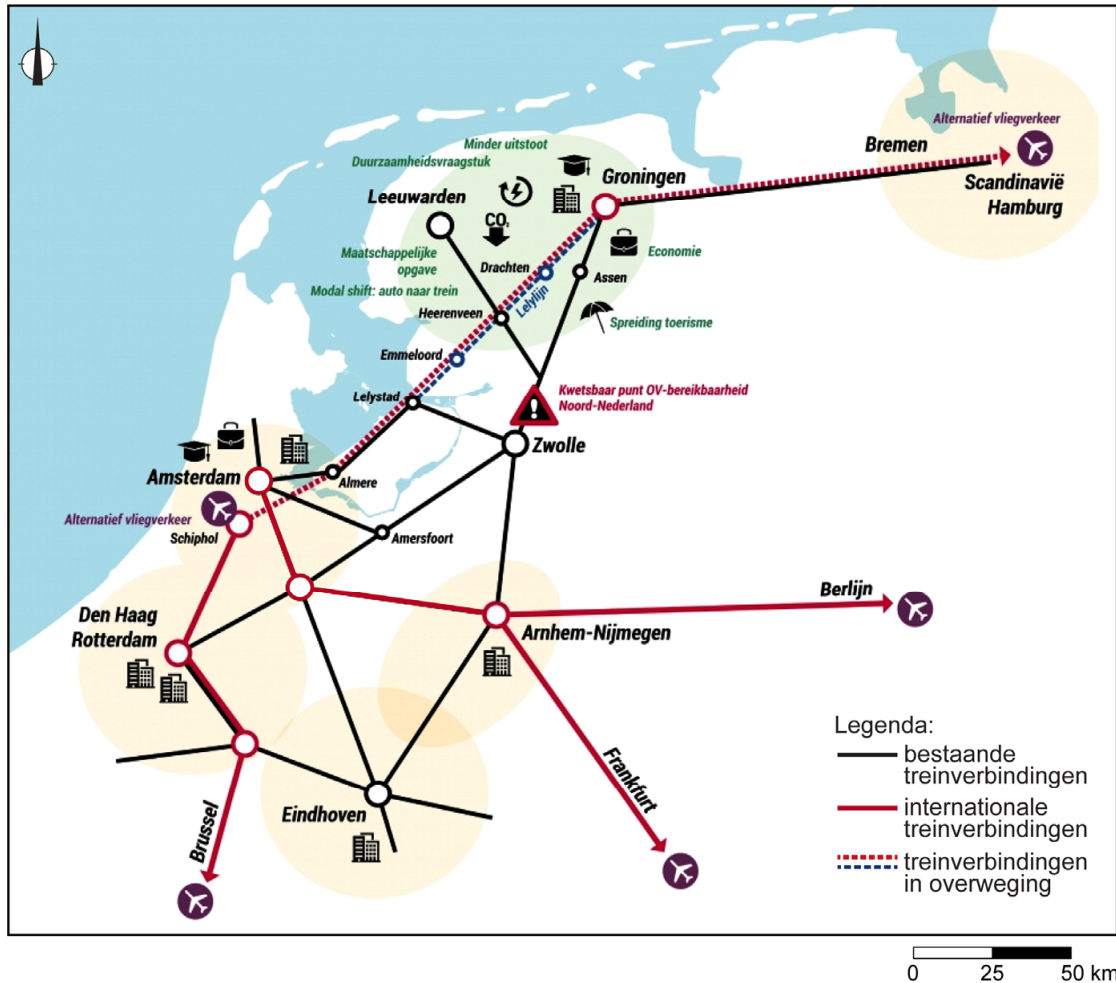 Alternatief vliegverkeer
Bremen
Scandinavië
Hamburg
Minder uitstoot
Duurzaamheidsvraagstuk
Groningen
Leeuwarden
CO₂
Maatschappelijke
opgave
Economie
Drachten
Assen
Lelylijn
Modal shift: auto naar trein
Heerenveen
Spreiding toerisme
Emmeloord
Kwetsbaar punt OV-bereikbaarheid
Noord-Nederland
Lelystad
!
Zwolle
Amsterdam
Almere
Alternatief vliegverkeer
Schiphol
Amersfoort
Berlijn
Den Haag
Rotterdam
Arnhem-Nijmegen
Frankfurt
Eindhoven
Brussel
Legenda:
bestaande
treinverbindingen
internationale
treinverbindingen
treinverbindingen
in overweging
0 25 50 km